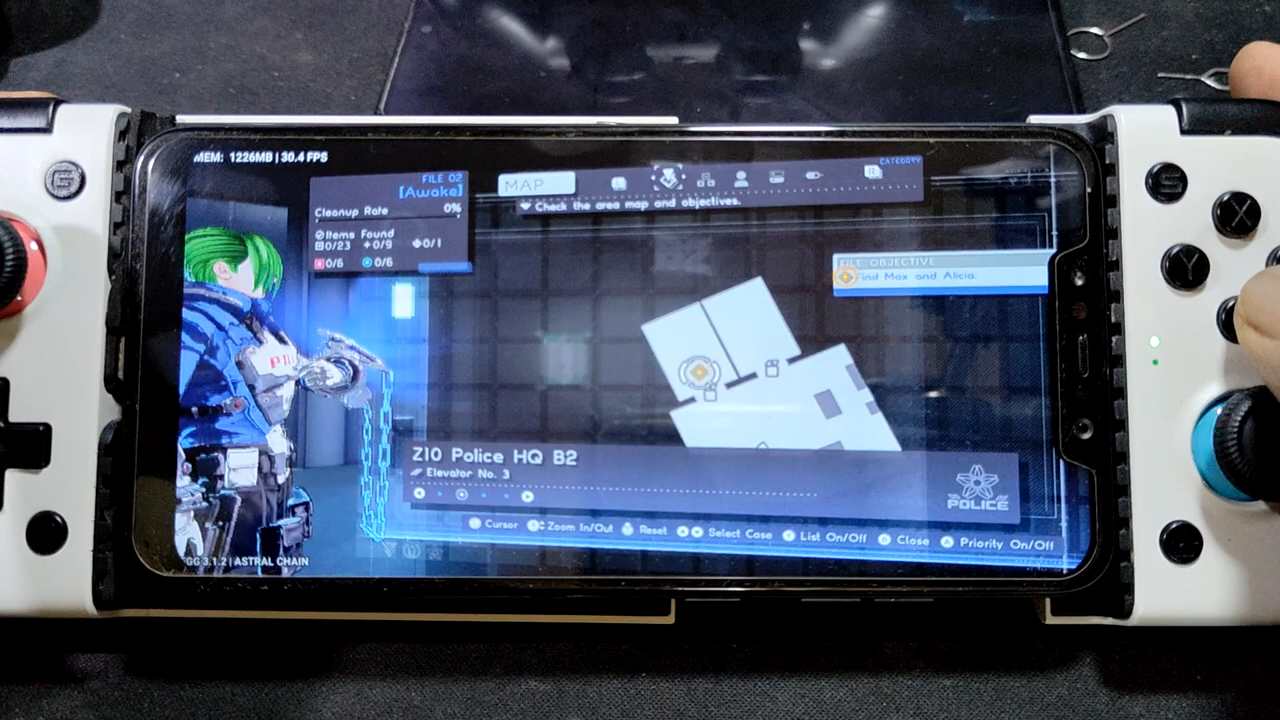 MEM: 1226MB | 30.4 FPS
FILE 02
[Awake]
Cleanup Rate 0%
Items Found
0/23 0/9 0/1
0/6 0/6
CATEGORY
MAP
Check the area map and objectives.
FILE OBJECTIVE
ind Max and Alicia.
Z10 Police HQ B2
Elevator No. 3
POLICE
Cursor Zoom In/Out Reset Select Case Y List On/Off B Close A Priority On/Off
GG 3.1.2 | ASTRAL CHAIN
S
X
Y